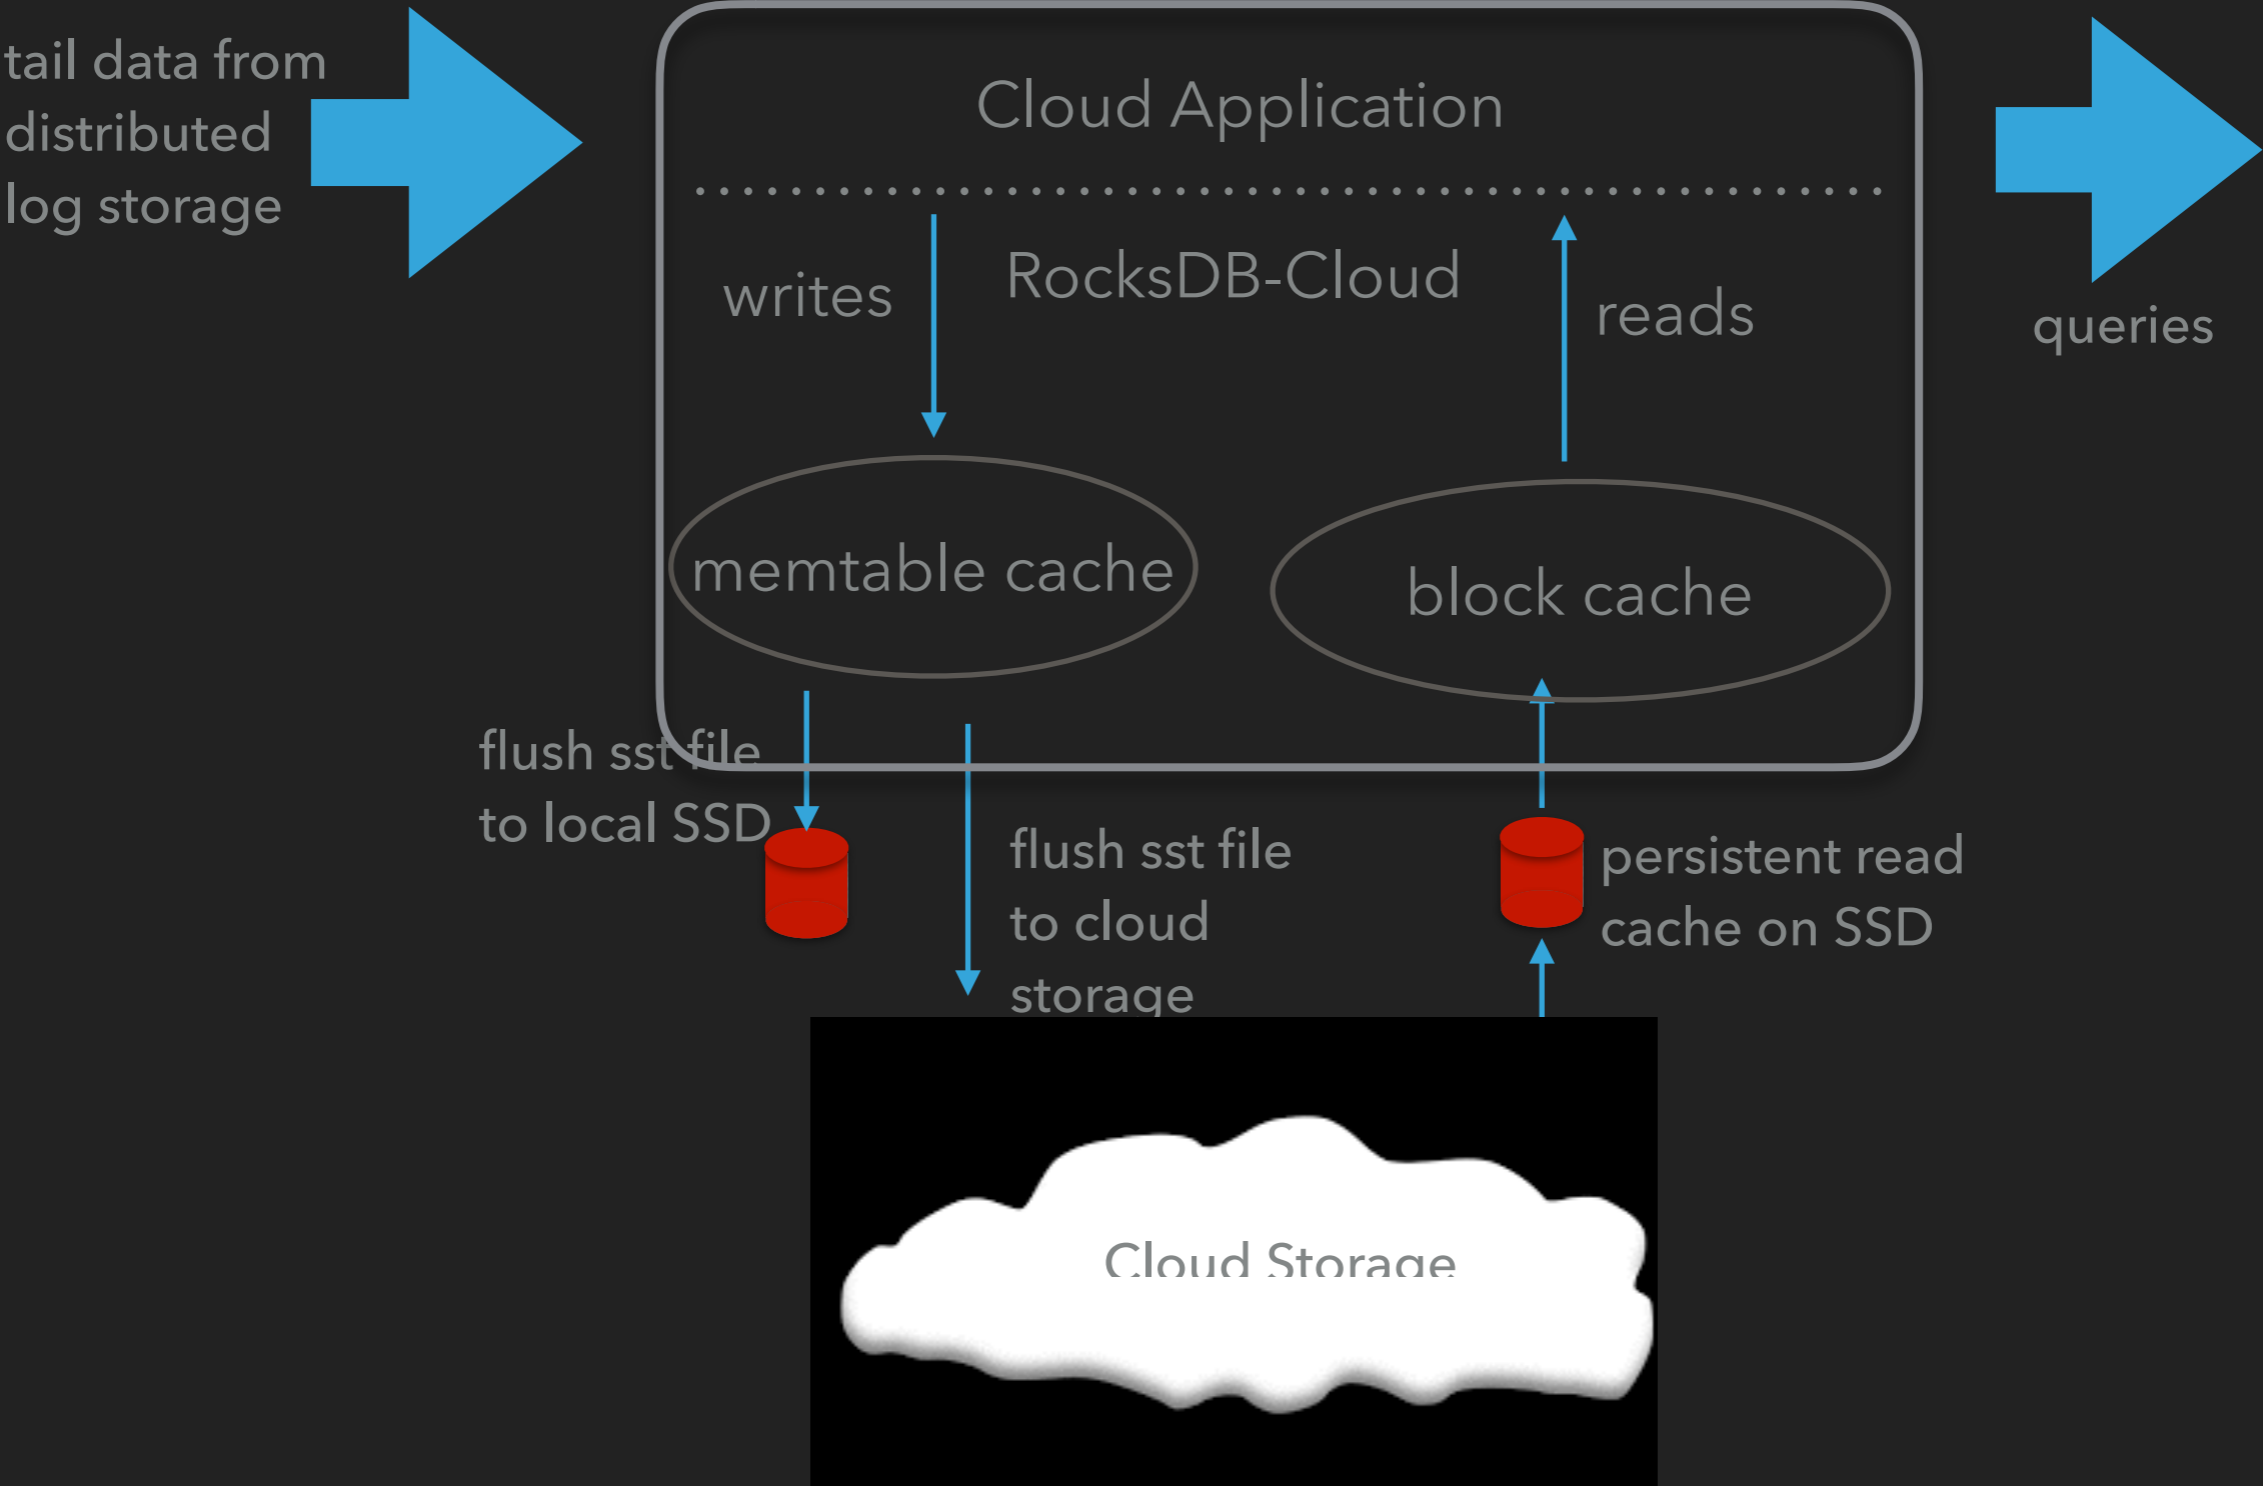 tail data from
distributed
log storage
Cloud Application
RocksDB-Cloud
writes
reads
queries
memtable cache
block cache
flush sst file
to local SSD
flush sst file
to cloud
storage
persistent read
cache on SSD
Cloud Storage